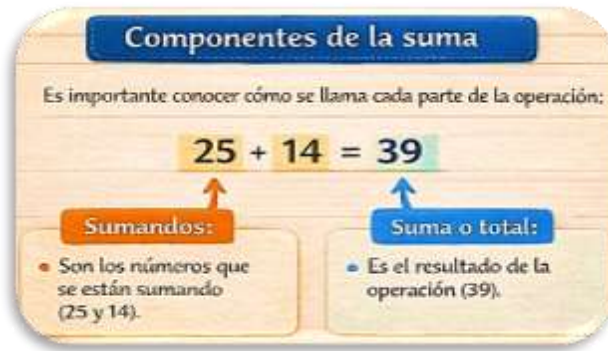 Componentes de la suma
Es importante conocer cómo se llama cada parte de la operación:
25 + 14 = 39
Sumandos:
• Son los números que
se están sumando
(25 y 14).
Suma o total:
• Es el resultado de la
operación (39).